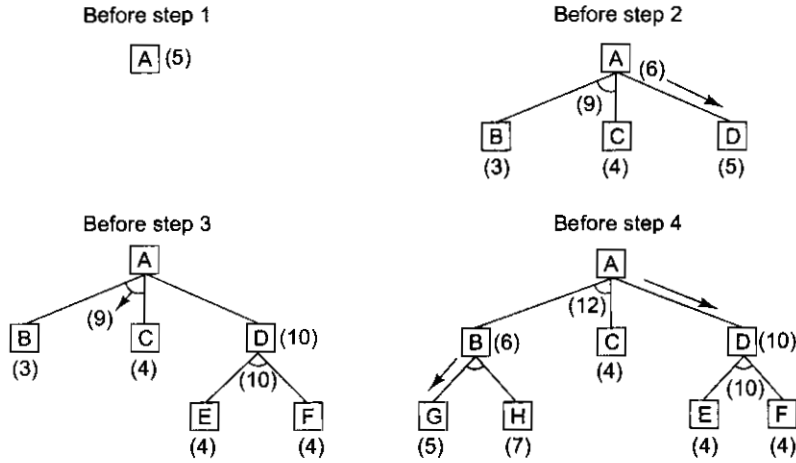 Before step 1
A (5)
Before step 2
A (6)
(9)
B C D
(3) (4) (5)
Before step 3
A
(9)
B C D (10)
(3) (4) (10)
E F
(4) (4)
Before step 4
A
(12)
B (6) C D (10)
(4) (10)
G H E F
(5) (7) (4) (4)